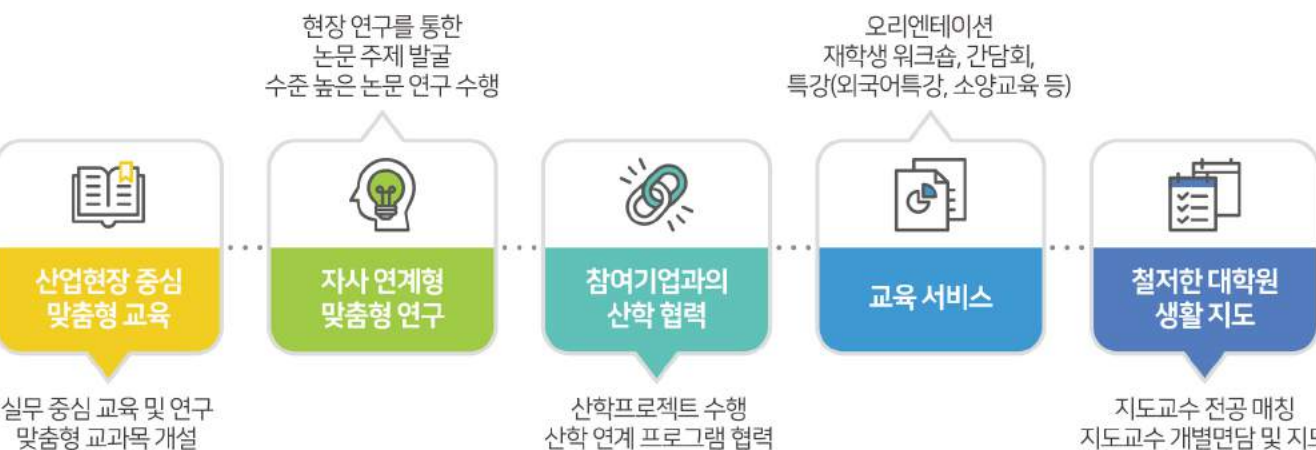 현장 연구를 통한
논문 주제 발굴
수준 높은 논문 연구 수행
오리엔테이션
재학생 워크숍, 간담회,
특강(외국어특강, 소양교육 등)
산업현장 중심
맞춤형 교육
자사 연계형
맞춤형 연구
참여기업과의
산학 협력
교육 서비스
철저한 대학원
생활 지도
실무 중심 교육 및 연구
맞춤형 교과목 개설
산학프로젝트 수행
산학 연계 프로그램 협력
지도교수 전공 매칭
지도교수 개별면담 및